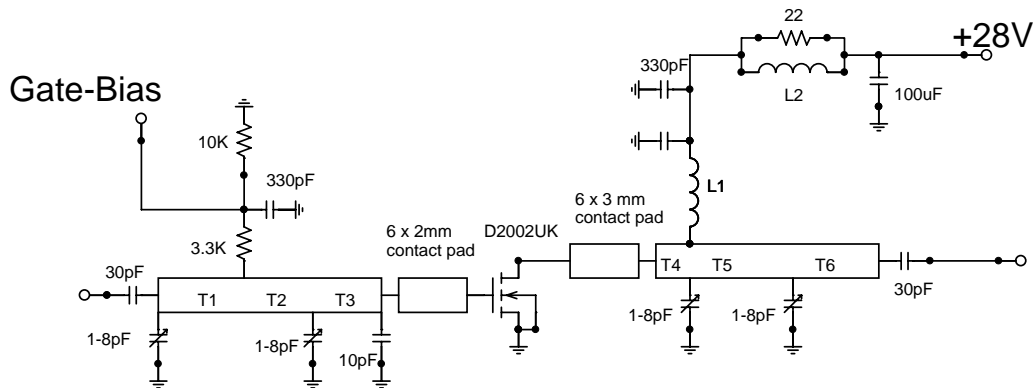 22
+28V
330pF
L2
100uF
Gate-Bias
10K
330pF
L1
6 x 3 mm
contact pad
6 x 2mm
contact pad
D2002UK
3.3K
30pF
T1
T2
T3
T4
T5
T6
30pF
1-8pF
1-8pF
10pF
1-8pF
1-8pF